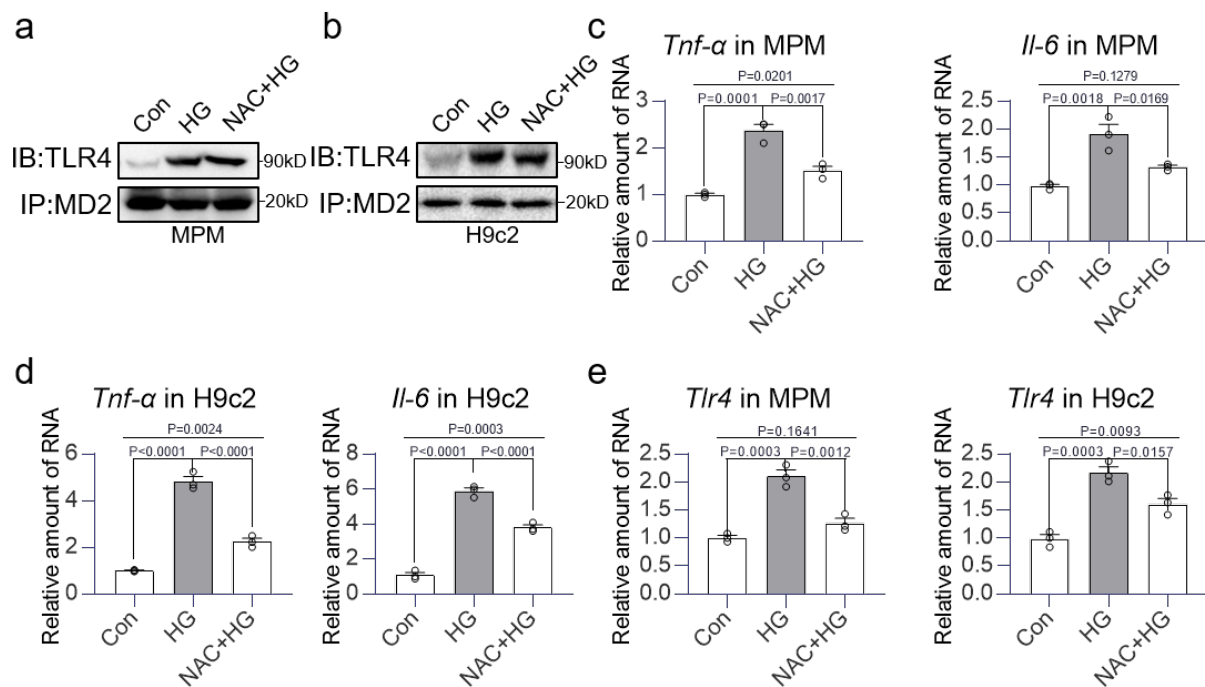 a
Con HG NAC+HG
IB:TLR4 -90kD
IP:MD2 -20kD
MPM
b
Con HG NAC+HG
IB:TLR4 -90kD
IP:MD2 -20kD
H9c2
c
Tnf-α in MPM
P=0.0201
P=0.0001 P=0.0017
Relative amount of RNA
3
2
1
0
Con HG NAC+HG
Il-6 in MPM
P=0.1279
P=0.0018 P=0.0169
Relative amount of RNA
2.5
2.0
1.5
1.0
0.5
0.0
Con HG NAC+HG
d
Tnf-α in H9c2
P=0.0024
P<0.0001 P<0.0001
Relative amount of RNA
6
4
2
0
Con HG NAC+HG
Il-6 in H9c2
P=0.0003
P<0.0001 P<0.0001
Relative amount of RNA
8
6
4
2
0
Con HG NAC+HG
e
Tlr4 in MPM
P=0.1641
P=0.0003 P=0.0012
Relative amount of RNA
2.5
2.0
1.5
1.0
0.5
0.0
Con HG NAC+HG
Tlr4 in H9c2
P=0.0093
P=0.0003 P=0.0157
Relative amount of RNA
2.5
2.0
1.5
1.0
0.5
0.0
Con HG NAC+HG